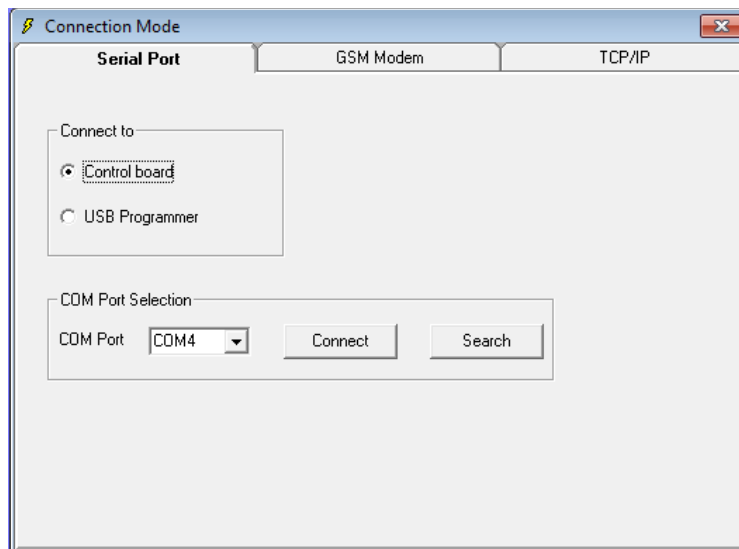 Connection Mode
Serial Port
GSM Modem
TCP/IP
Connect to
Control board
USB Programmer
COM Port Selection
COM Port
COM4
Connect
Search